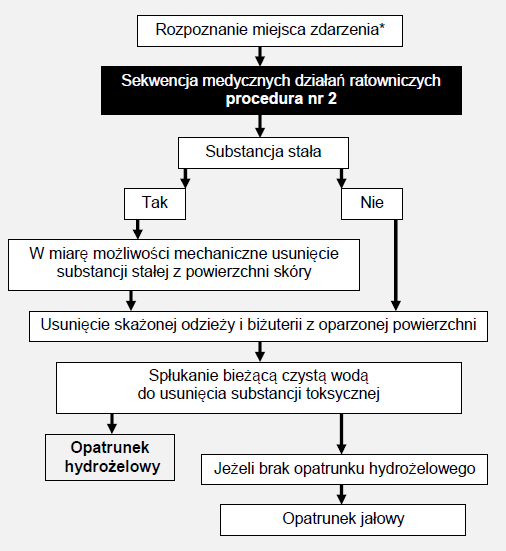 Rozpoznanie miejsca zdarzenia*
Sekwencja medycznych działań ratowniczych
procedura nr 2
Substancja stała
Tak
Nie
W miarę możliwości mechaniczne usunięcie
substancji stałej z powierzchni skóry
Usunięcie skażonej odzieży i biżuterii z oparzonej powierzchni
Spłukanie bieżącą czystą wodą
do usunięcia substancji toksycznej
Opatrunek
hydrożelowy
Jeżeli brak opatrunku hydrożelowego
Opatrunek jałowy